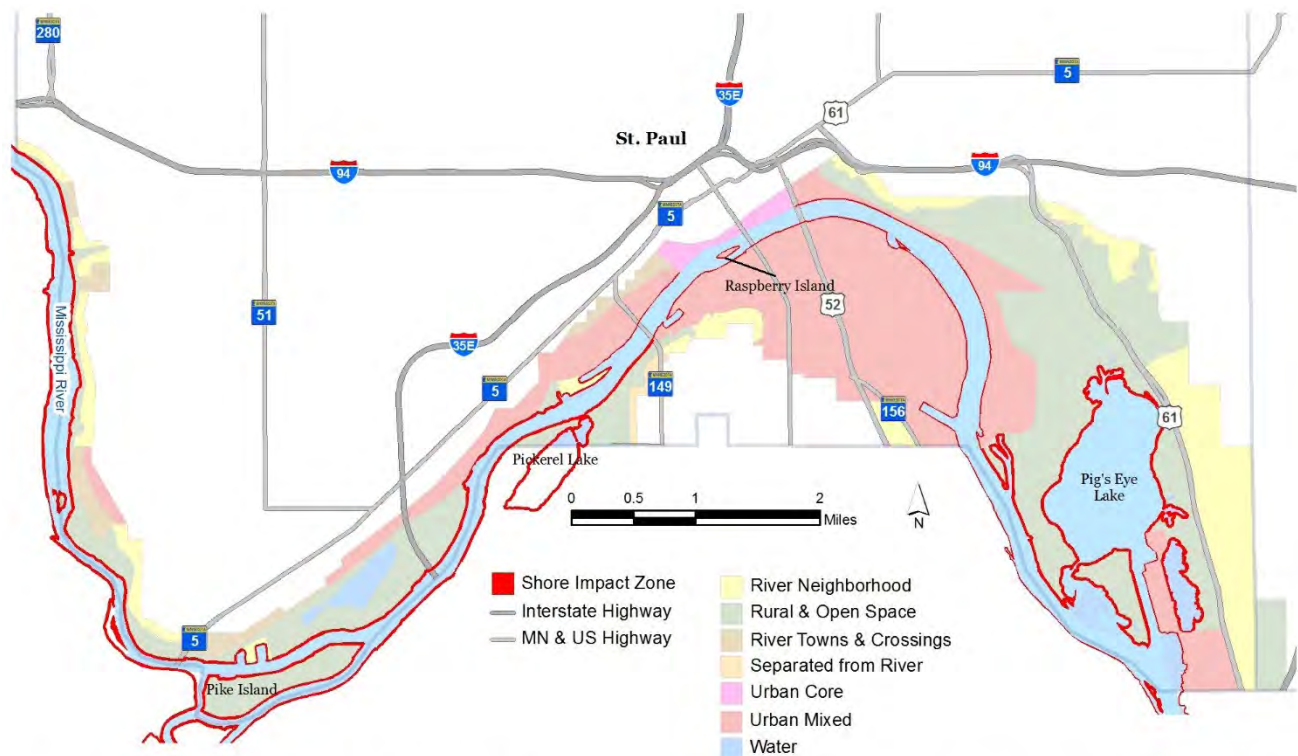 280
MINNESOTA
5
35E
61
St. Paul
94
94
5
Raspberry Island
Mississippi River
51
52
35E
5
149
156
61
Pickerel Lake
Pig's Eye
Lake
0 0.5 1 2
Miles
N
5
Pike Island
Shore Impact Zone
Interstate Highway
MN & US Highway
River Neighborhood
Rural & Open Space
River Towns & Crossings
Separated from River
Urban Core
Urban Mixed
Water